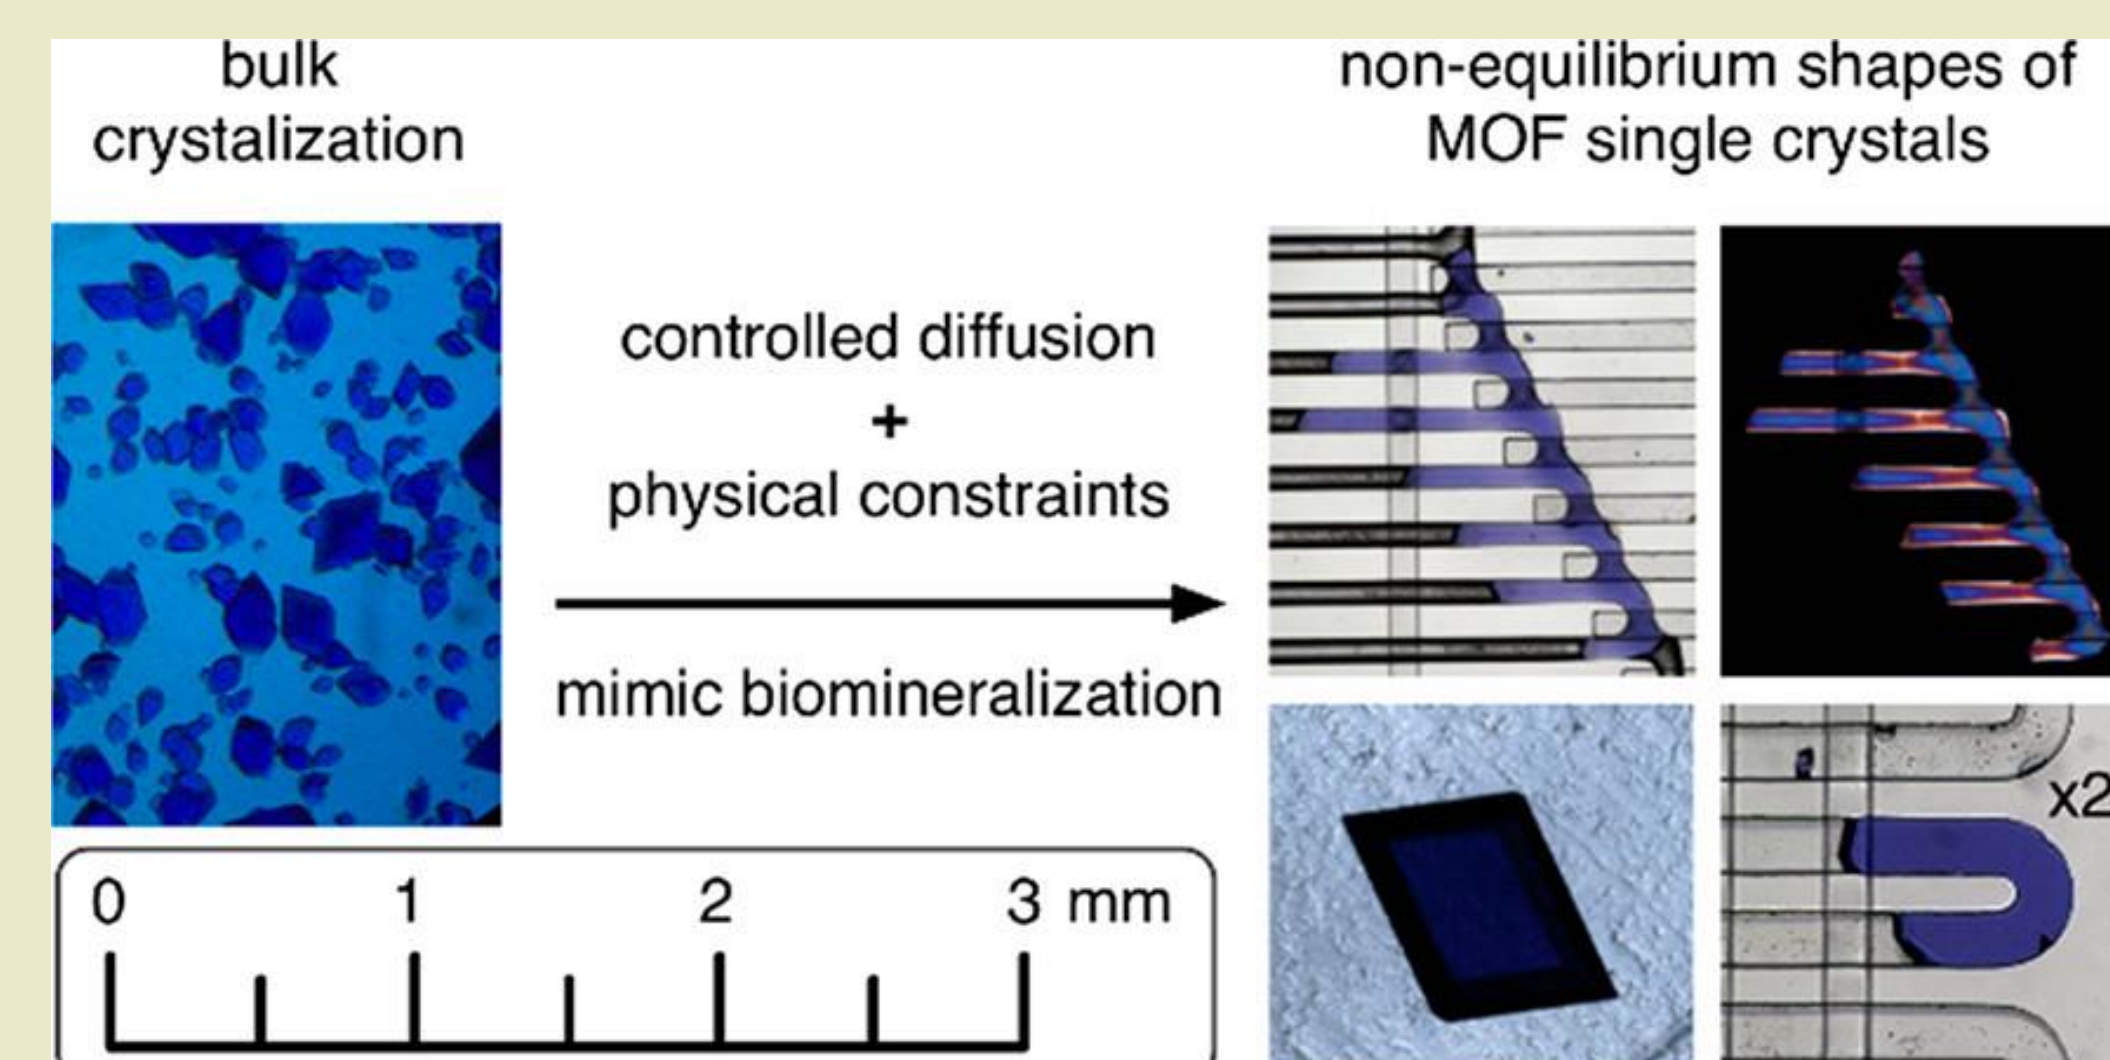 bulk
crystalization
non-equilibrium shapes of
MOF single crystals
controlled diffusion
+
physical constraints
mimic biomineralization
x2
0 1 2 3 mm